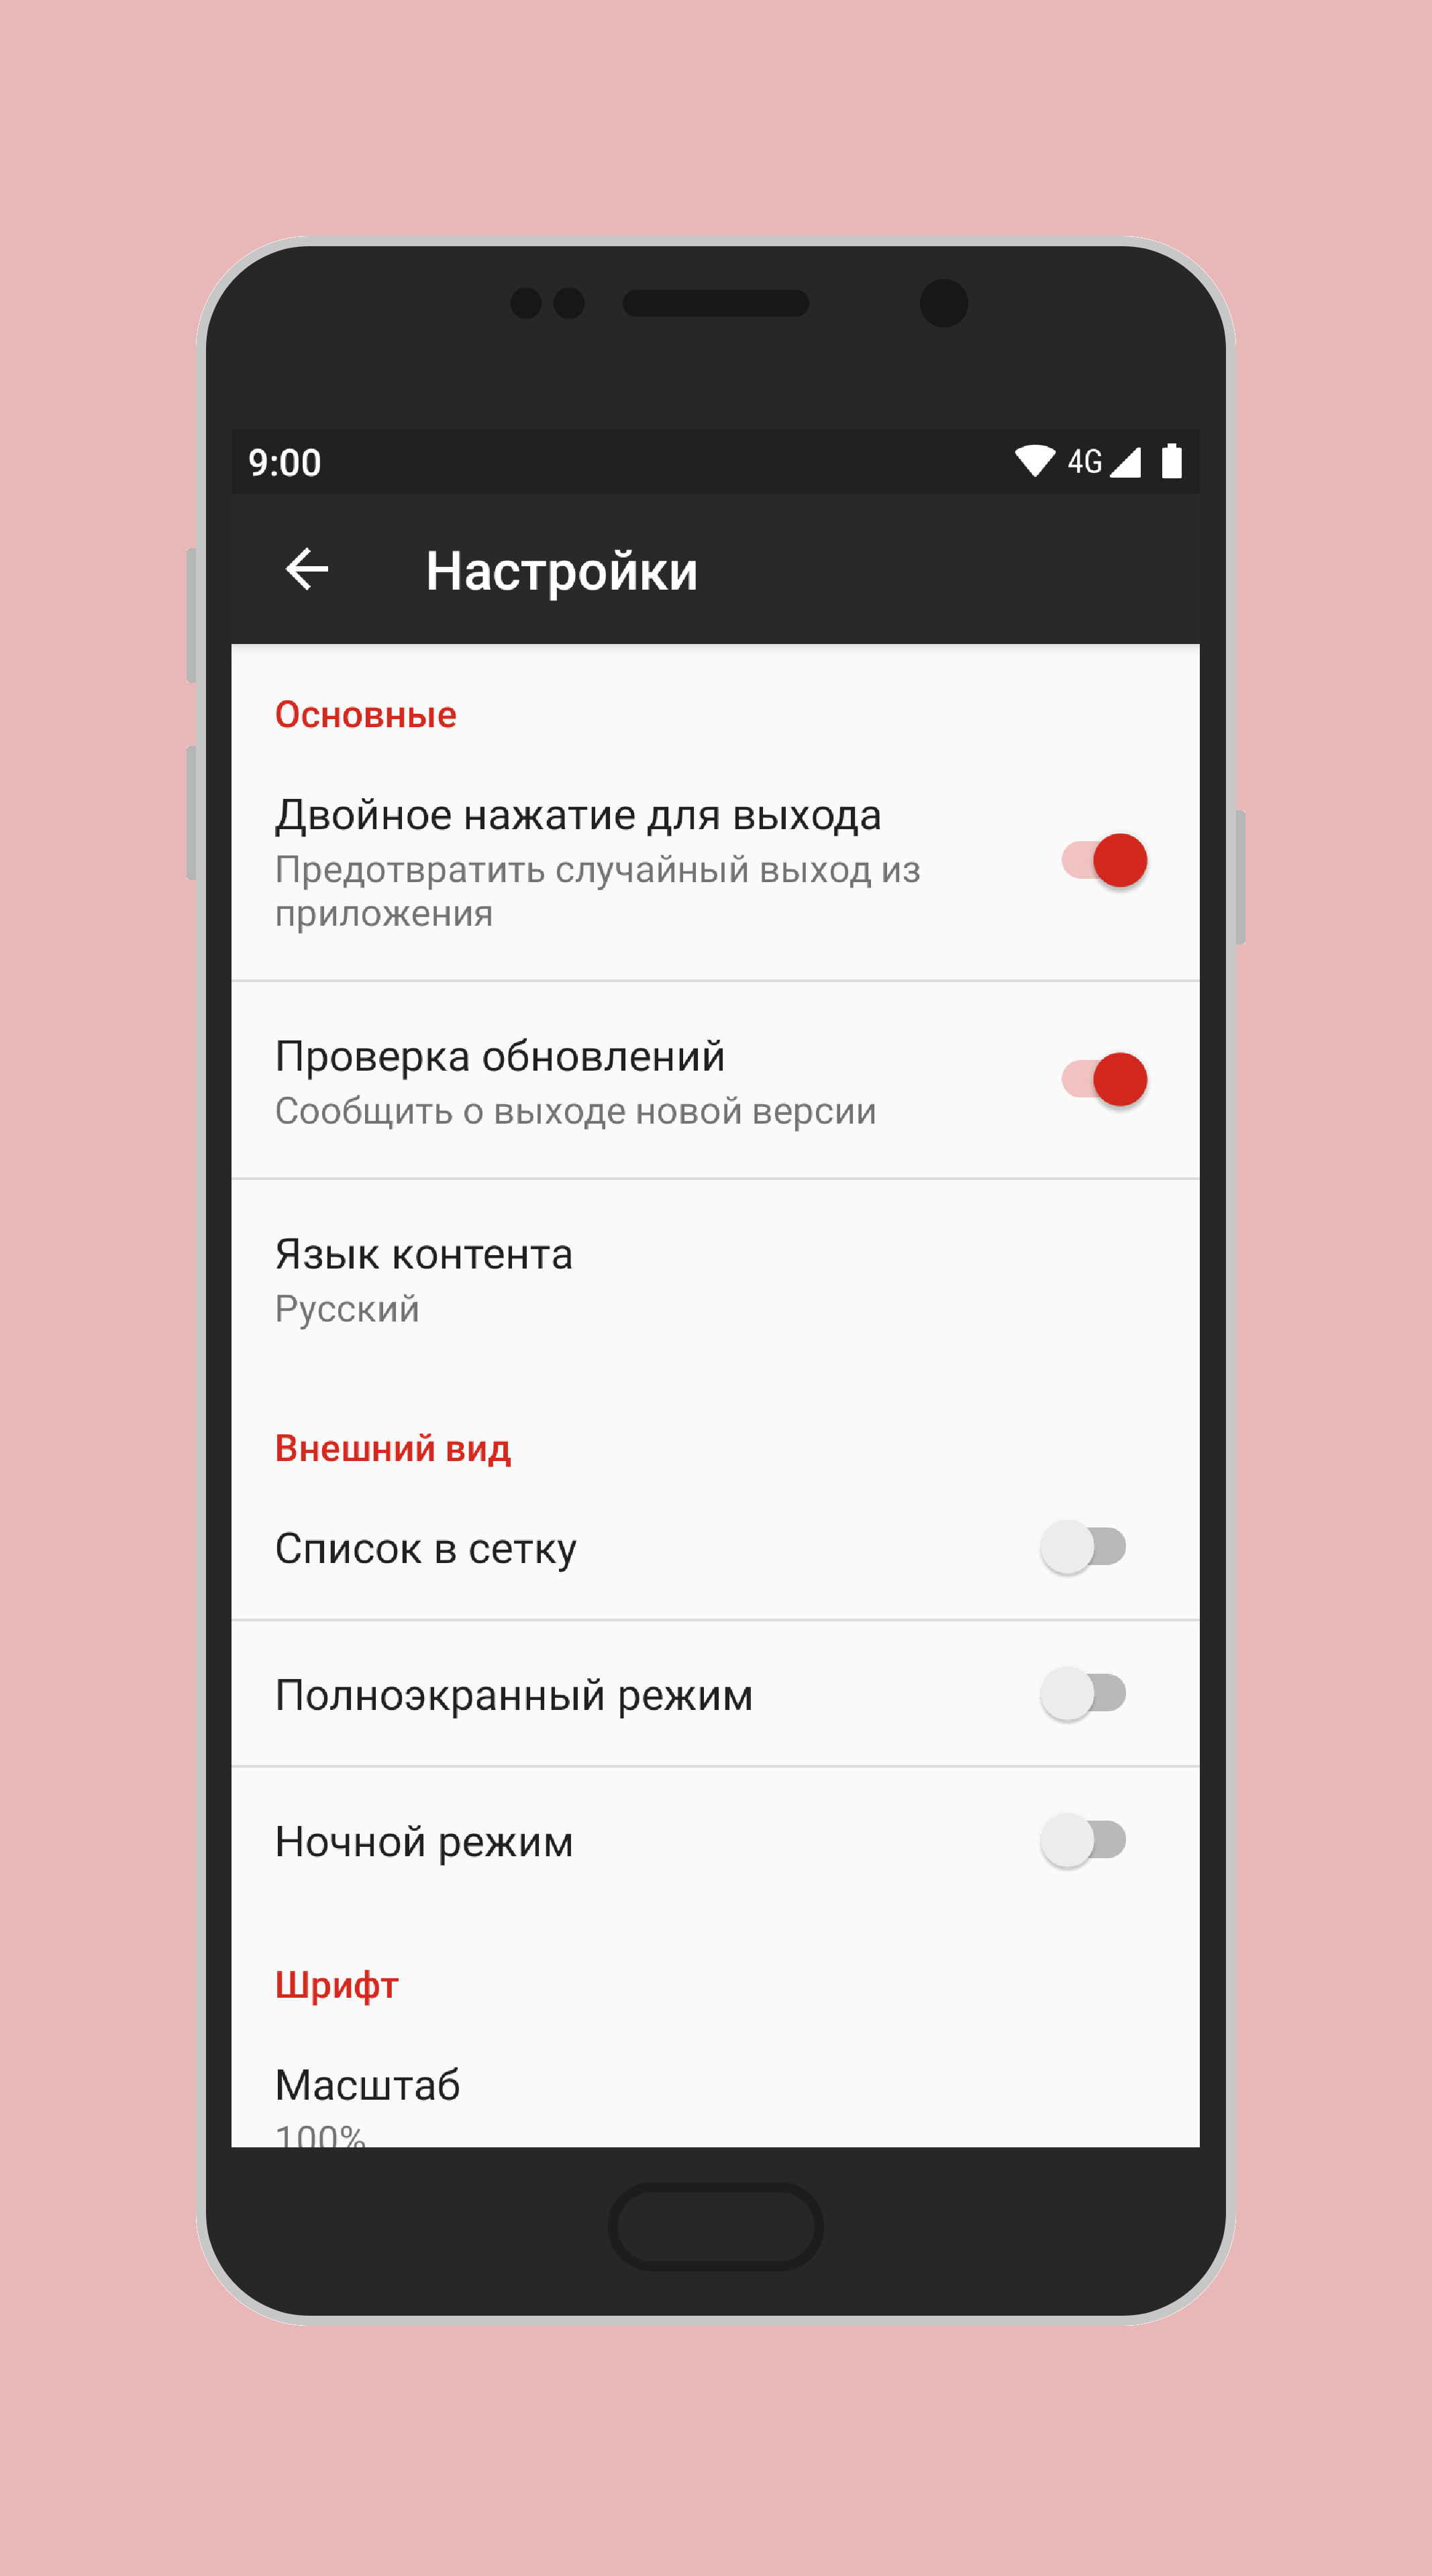 9:00 4G
Настройки
Основные
Двойное нажатие для выхода
Предотвратить случайный выход из
приложения
Проверка обновлений
Сообщить о выходе новой версии
Язык контента
Русский
Внешний вид
Список в сетку
Полноэкранный режим
Ночной режим
Шрифт
Масштаб
100%